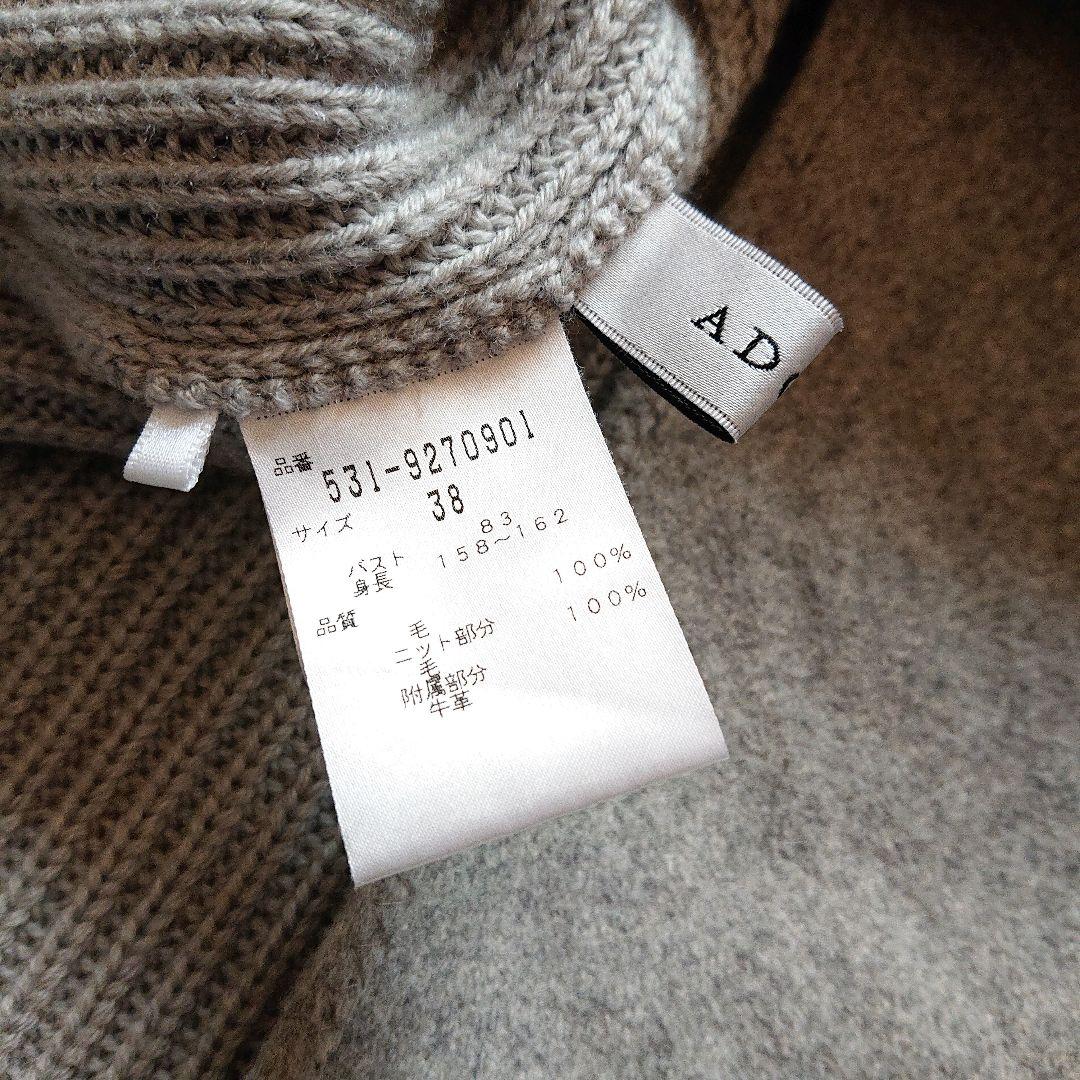 AD
品番 531-9270901
サイズ 38
バスト 83
身長 158～162
品質
毛 100%
ニット部分
毛 100%
附属部分
牛革